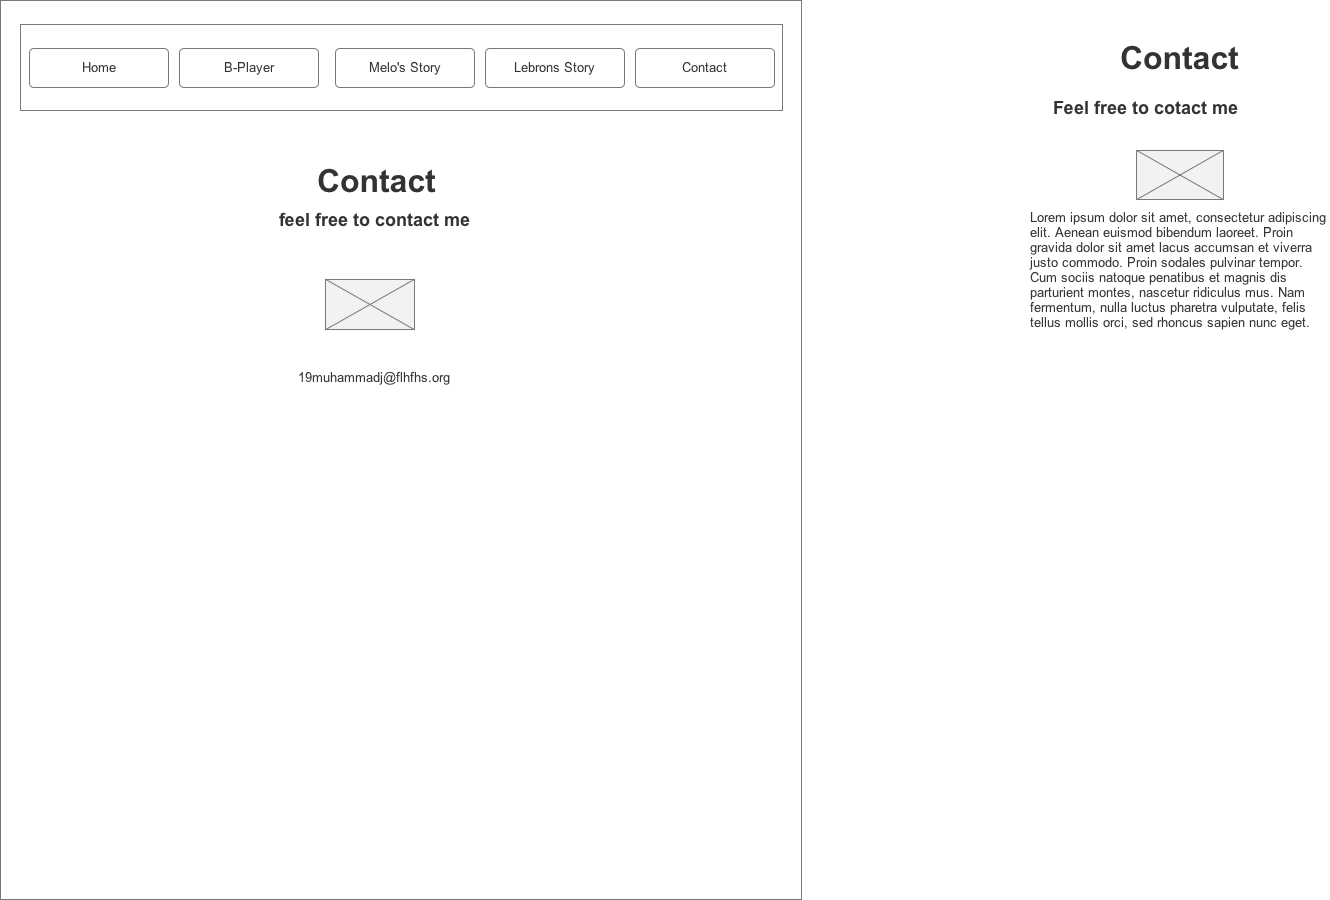 Home
B-Player
Melo's Story
Lebrons Story
Contact
Contact
feel free to contact me
19muhammadj@flhfhs.org
Contact
Feel free to cotact me
Lorem ipsum dolor sit amet, consectetur adipiscing
elit. Aenean euismod bibendum laoreet. Proin
gravida dolor sit amet lacus accumsan et viverra
justo commodo. Proin sodales pulvinar tempor.
Cum sociis natoque penatibus et magnis dis
parturient montes, nascetur ridiculus mus. Nam
fermentum, nulla luctus pharetra vulputate, felis
tellus mollis orci, sed rhoncus sapien nunc eget.